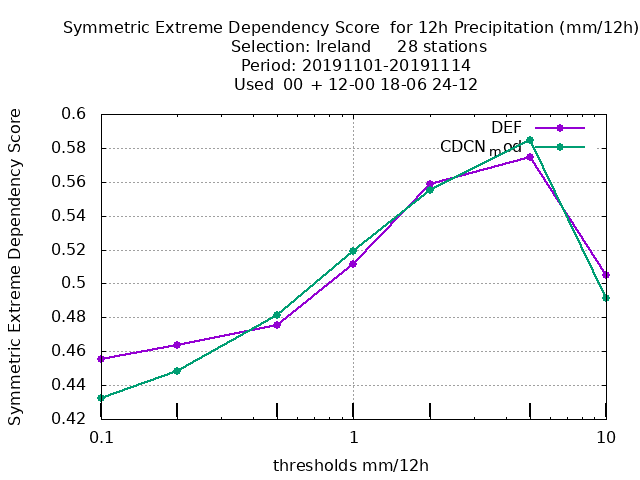 Symmetric Extreme Dependency Score for 12h Precipitation (mm/12h)
Selection: Ireland 28 stations
Period: 20191101-20191114
Used 00 + 12-00 18-06 24-12
Symmetric Extreme Dependency Score
0.6
0.58
0.56
0.54
0.52
0.5
0.48
0.46
0.44
0.42
DEF
CDCNmod
0.1
1
10
thresholds mm/12h